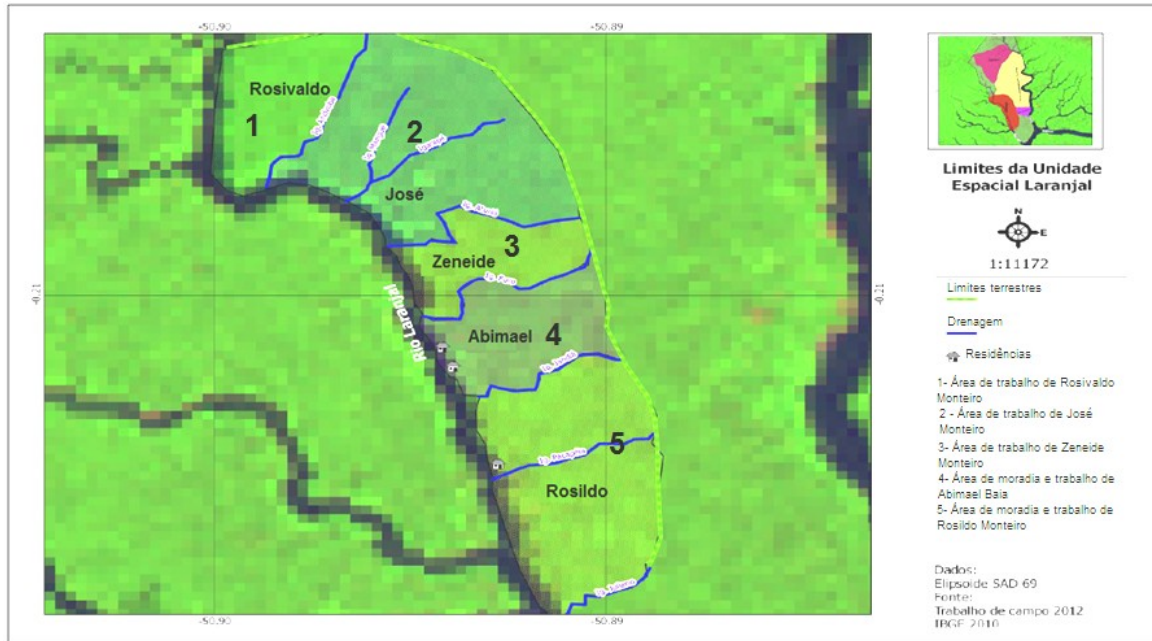 -50.90
-50.89
Rosivaldo
1
2
José
3
Zeneide
-0.21
-0.21
Rio Laranjal
Abimael 4
5
Rosildo
-50.90
-50.89
Limites da Unidade
Espacial Laranjal
N
E
1:11172
Limites terrestres
Drenagem
Residências
1- Área de trabalho de Rosivaldo
Monteiro
2 - Área de trabalho de José
Monteiro
3- Área de trabalho de Zeneide
Monteiro
4- Área de moradia e trabalho de
Abimael Baia
5- Área de moradia e trabalho de
Rosildo Monteiro
Dados:
Elipsoide SAD 69
Fonte:
Trabalho de campo 2012
IBGE 2010